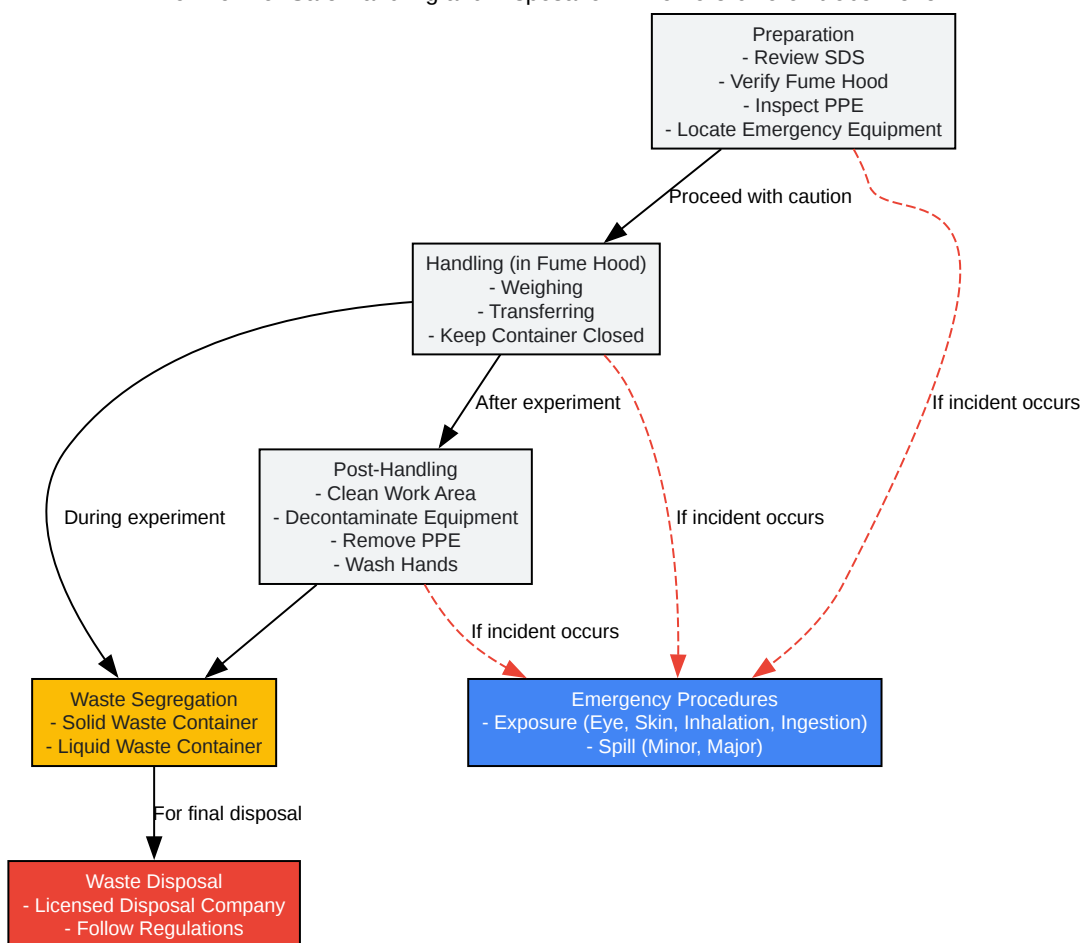 Preparation
- Review SDS
- Verify Fume Hood
- Inspect PPE
- Locate Emergency Equipment
Proceed with caution
Handling (in Fume Hood)
- Weighing
- Transferring
- Keep Container Closed
After experiment
If incident occurs
Post-Handling
- Clean Work Area
- Decontaminate Equipment
- Remove PPE
- Wash Hands
During experiment
If incident occurs
If incident occurs
Waste Segregation
- Solid Waste Container
- Liquid Waste Container
Emergency Procedures
- Exposure (Eye, Skin, Inhalation, Ingestion)
- Spill (Minor, Major)
For final disposal
Waste Disposal
- Licensed Disposal Company
- Follow Regulations